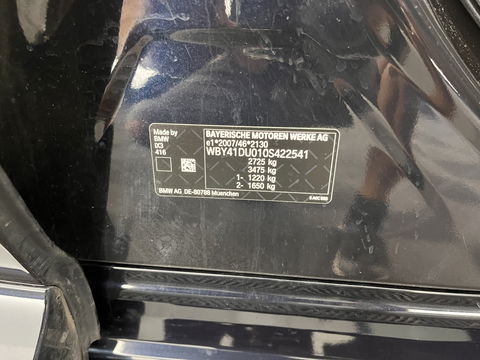 Made by
BMW
iX3
416
BAYERISCHE MOTOREN WERKE AG
e1*2007/46*2130
WBY41DU010S422541
2725 kg
3475 kg
1- 1220 kg
2- 1650 kg
BMW AG DE-80788 Muenchen